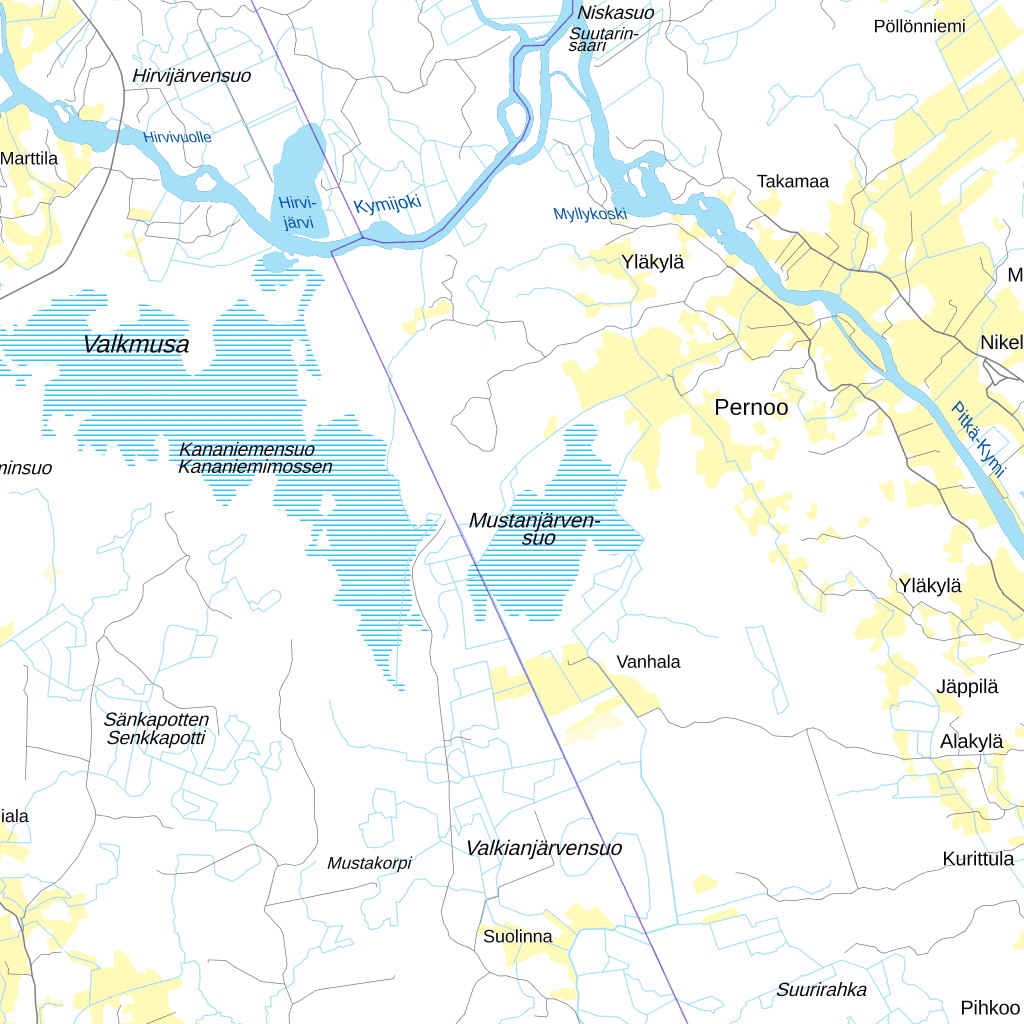 Niskasuo
Pöllönniemi
Suutarin-
saari
Hirvijärvensuo
Hirvivuolle
Marttila
Takamaa
Hirvi-
järvi
Kymijoki
Myllykoski
Yläkylä
M
Valkmusa
Nikel
Pernoo
Pitkä-Kymi
Kananiemensuo
Kananiemimossen
minsuo
Mustanjärven-
suo
Yläkylä
Vanhala
Jäppilä
Sänkapotten
Senkkapotti
Alakylä
iala
Valkianjärvensuo
Mustakorpi
Kurittula
Suolinna
Suurirahka
Pihkoo